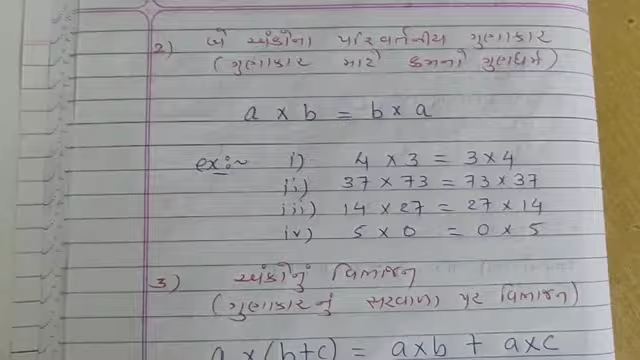 2) બે અંકોના પરિવર્તનીય ગુણાકાર
(ગુણાકાર માટે ક્રમનો ગુણધર્મ)
a × b = b × a
ex:~ i) 4 × 3 = 3 × 4
ii) 37 × 73 = 73 × 37
iii) 14 × 27 = 27 × 14
iv) 5 × 0 = 0 × 5
3) અંકોનું વિભાજન
(ગુણાકારનું સરવાળા પર વિભાજન)
a × (b+c) = a×b + a×c